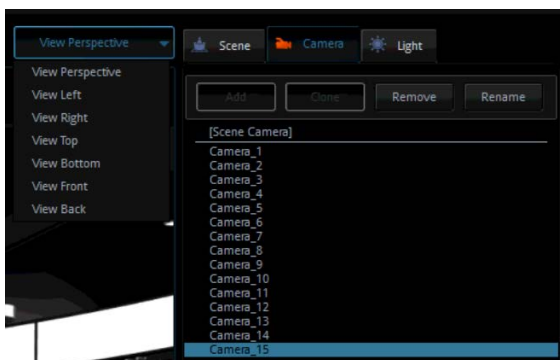 View Perspective
Scene
Camera
Light
View Perspective
View Left
View Right
View Top
View Bottom
View Front
View Back
Add
Clone
Remove
Rename
[Scene Camera]
Camera_1
Camera_2
Camera_3
Camera_4
Camera_5
Camera_6
Camera_7
Camera_8
Camera_9
Camera_10
Camera_11
Camera_12
Camera_13
Camera_14
Camera_15